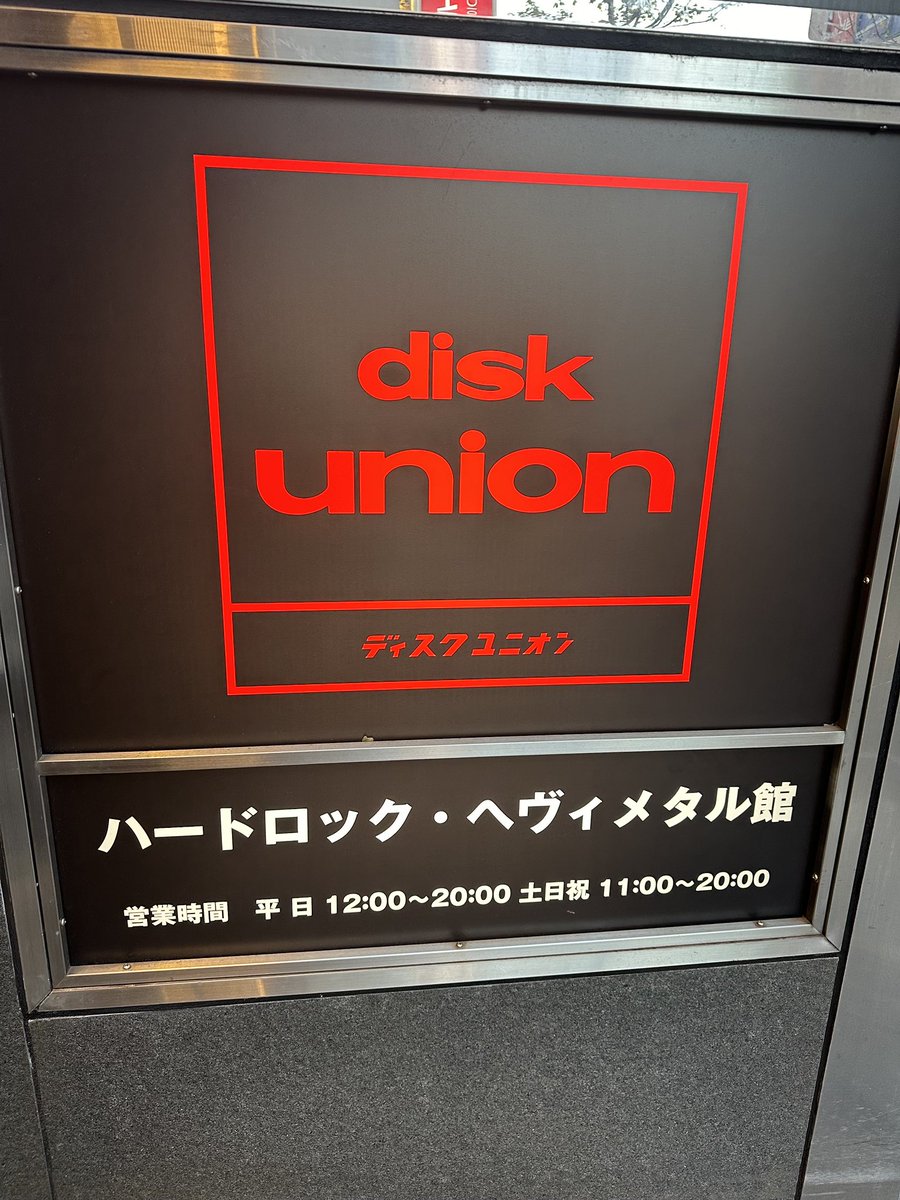 disk
union
ディスクユニオン
ハードロック・ヘヴィメタル館
営業時間 平日 12:00〜20:00 土日祝 11:00〜20:00